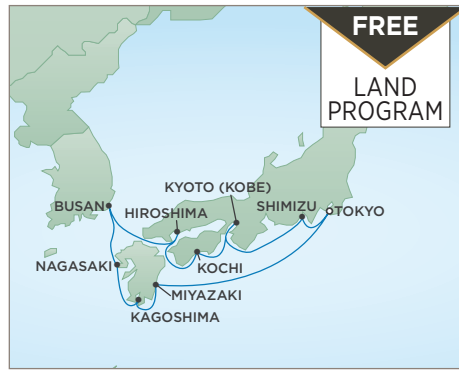 FREE
LAND
PROGRAM
KYOTO (KOBE)
BUSAN
HIROSHIMA
SHIMIZU
TOKYO
NAGASAKI
KOCHI
MIYAZAKI
KAGOSHIMA